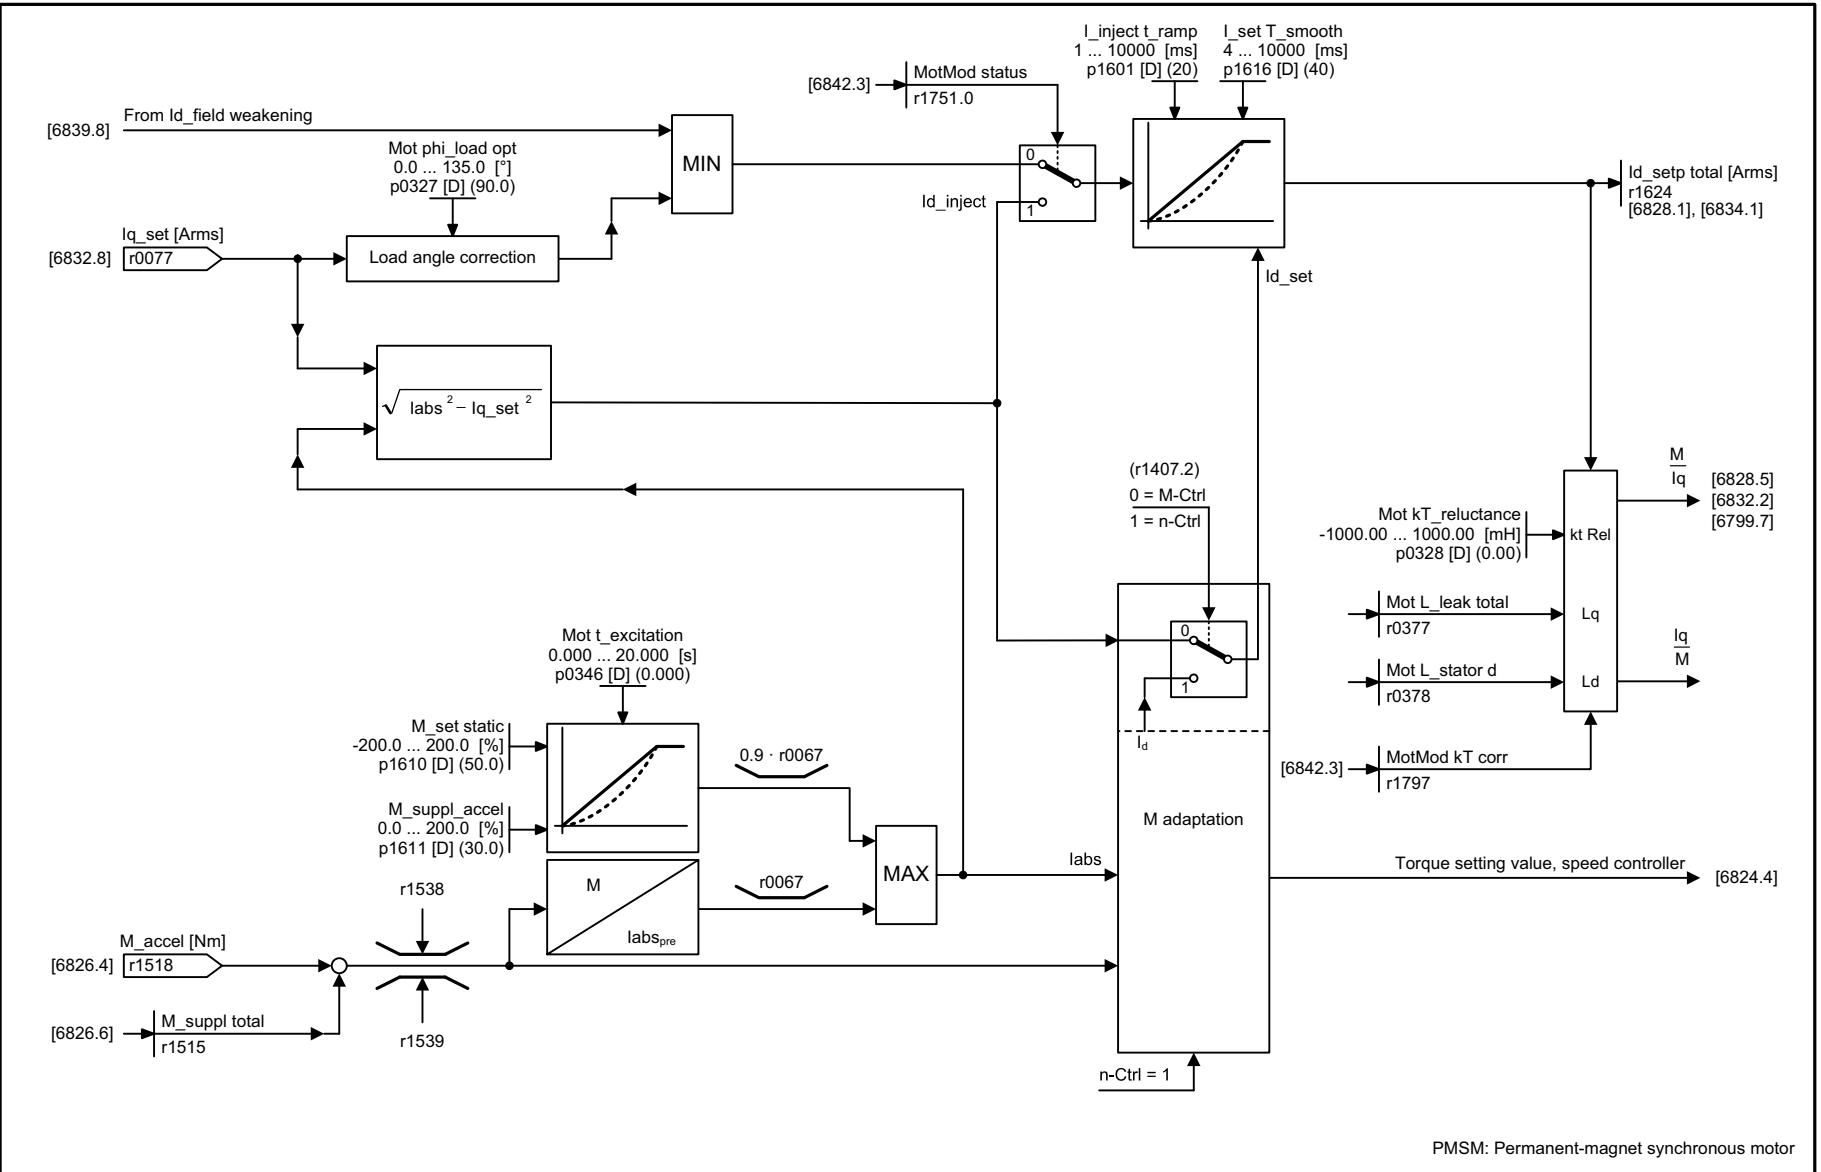 I_inject t_ramp
1 ... 10000 [ms]
p1601 [D] (20)
I_set T_smooth
4 ... 10000 [ms]
p1616 [D] (40)
[6842.3]
MotMod status
r1751.0
[6839.8]
From Id_field weakening
Mot phi_load opt
0.0 ... 135.0 [°]
p0327 [D] (90.0)
MIN
0
1
Id_inject
Id_setp total [Arms]
r1624
[6828.1], [6834.1]
Iq_set [Arms]
[6832.8]
r0077
Load angle correction
Id_set
√ Iabs ² – Iq_set ²
(r1407.2)
0 = M-Ctrl
1 = n-Ctrl
M
Iq
[6828.5]
[6832.2]
[6799.7]
Mot kT_reluctance
-1000.00 ... 1000.00 [mH]
p0328 [D] (0.00)
kt Rel
Mot L_leak total
r0377
Lq
Mot L_stator d
r0378
Ld
Iq
M
0
1
Id
[6842.3]
MotMod kT corr
r1797
Mot t_excitation
0.000 ... 20.000 [s]
p0346 [D] (0.000)
M_set static
-200.0 ... 200.0 [%]
p1610 [D] (50.0)
M_suppl_accel
0.0 ... 200.0 [%]
p1611 [D] (30.0)
0.9 · r0067
M adaptation
MAX
Iabs
Torque setting value, speed controller
[6824.4]
M
Iabspre
r0067
r1538
M_accel [Nm]
[6826.4]
r1518
[6826.6]
M_suppl total
r1515
r1539
n-Ctrl = 1
PMSM: Permanent-magnet synchronous motor